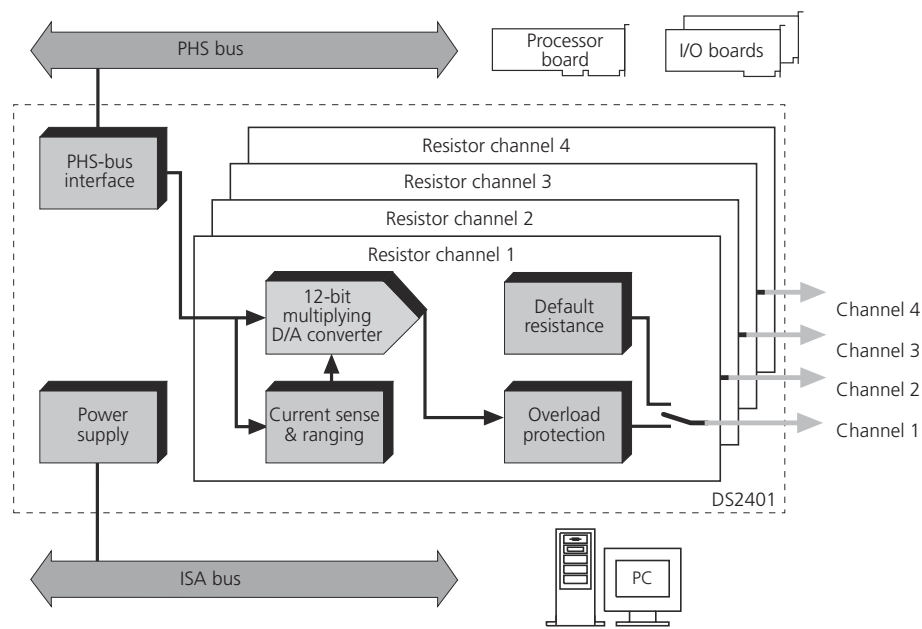 PHS bus
Processor
board
I/O boards
PHS-bus
interface
Resistor channel 4
Resistor channel 3
Resistor channel 2
Resistor channel 1
12-bit
multiplying
D/A converter
Default
resistance
Power
supply
Current sense
& ranging
Overload
protection
Channel 4
Channel 3
Channel 2
Channel 1
DS2401
ISA bus
PC